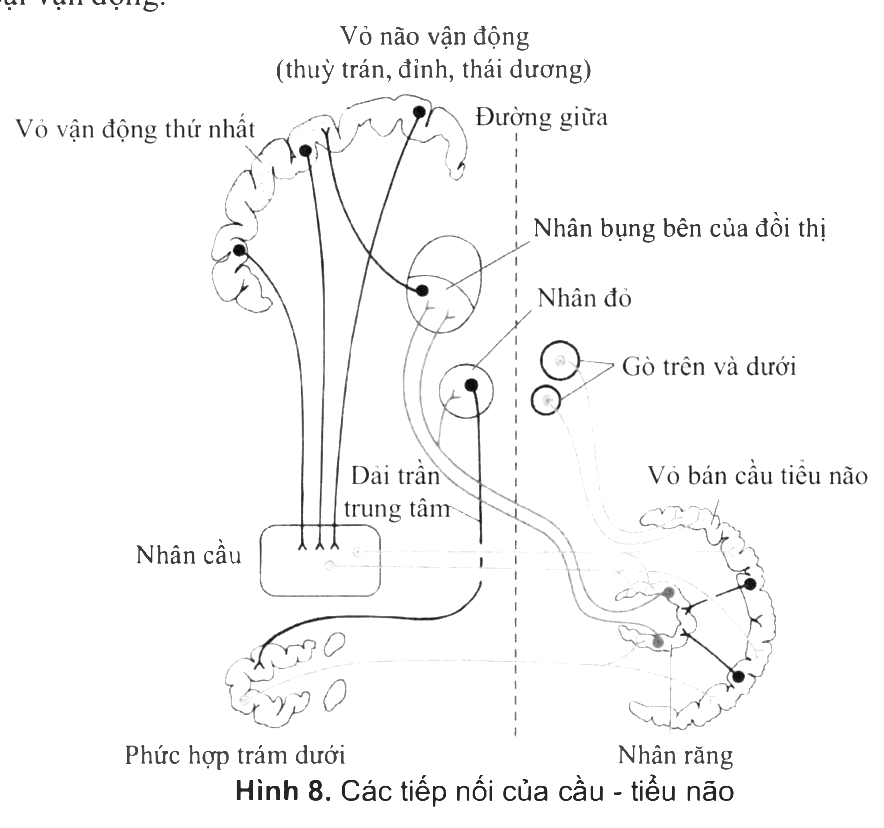 vận động.
Vỏ não vận động
(thuỳ trán, đỉnh, thái dương)
Vỏ vận động thứ nhất
Đường giữa
Nhân bụng bên của đồi thị
Nhân đỏ
Gò trên và dưới
Dải trần
trung tâm
Vỏ bán cầu tiểu não
Nhân cầu
Phức hợp trám dưới
Nhân răng
Hình 8. Các tiếp nối của cầu - tiểu não